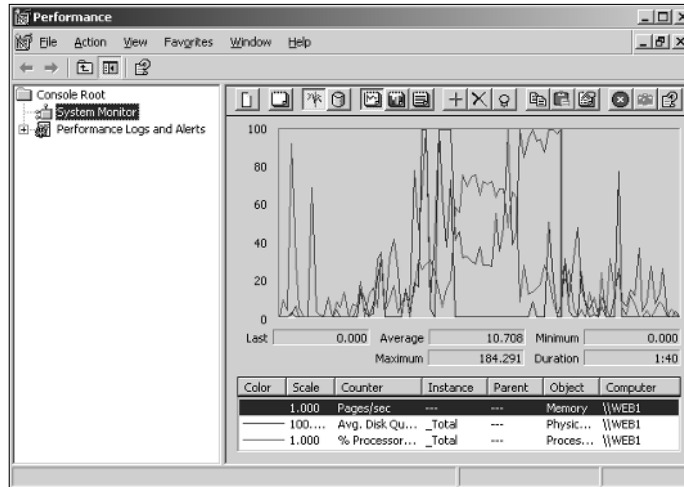 Performance
File Action View Favorites Window Help
Console Root
System Monitor
Performance Logs and Alerts
100
80
60
40
20
0
Last 0.000 Average 10.708 Minimum 0.000
Maximum 184.291 Duration 1:40
Color Scale Counter Instance Parent Object Computer
1.000 Pages/sec --- --- Memory \\WEB1
100.... Avg. Disk Qu... _Total --- Physic... \\WEB1
1.000 % Processor... _Total --- Proces... \\WEB1